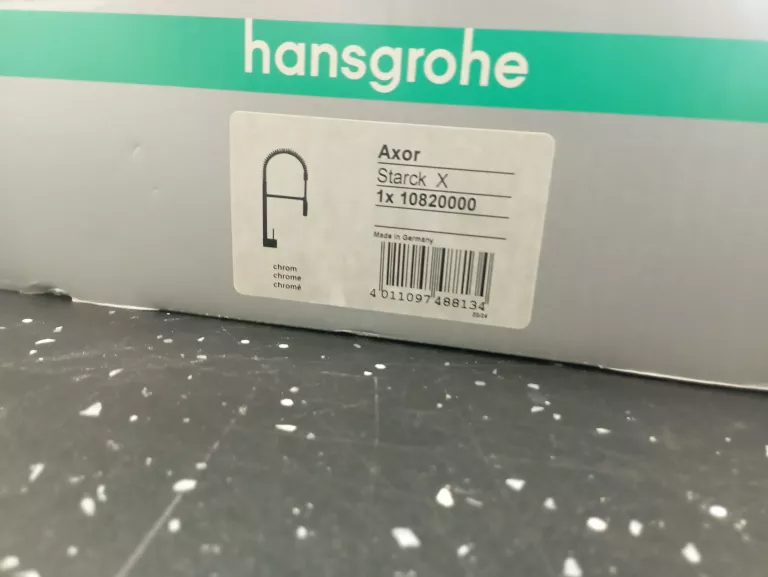 hansgrohe
Axor
Starck X
1x 10820000
Made in Germany
chrom
chrome
chromé
4 011097 488134